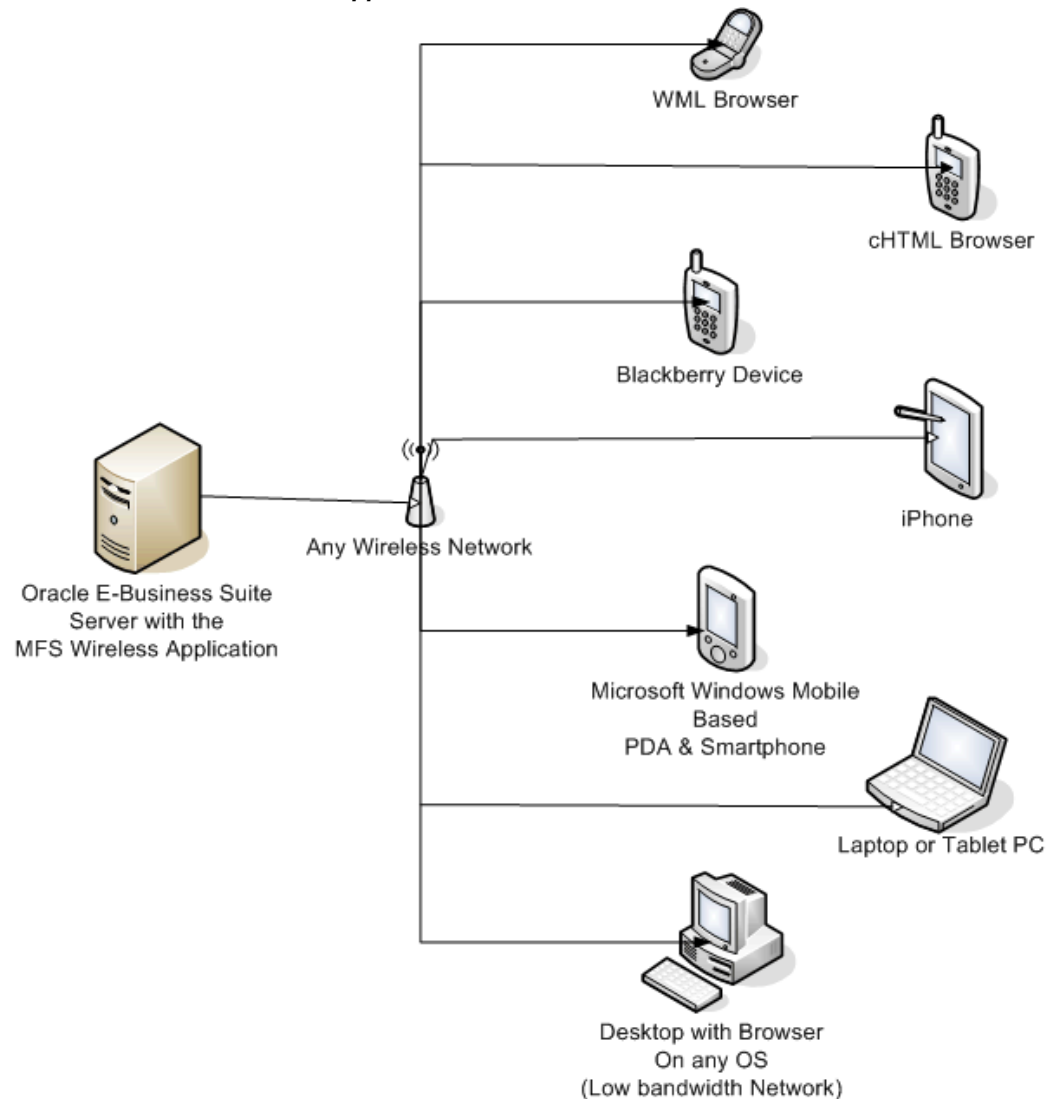 WML Browser
cHTML Browser
Blackberry Device
iPhone
Any Wireless Network
Oracle E-Business Suite
Server with the
MFS Wireless Application
Microsoft Windows Mobile
Based
PDA & Smartphone
Laptop or Tablet PC
Desktop with Browser
On any OS
(Low bandwidth Network)